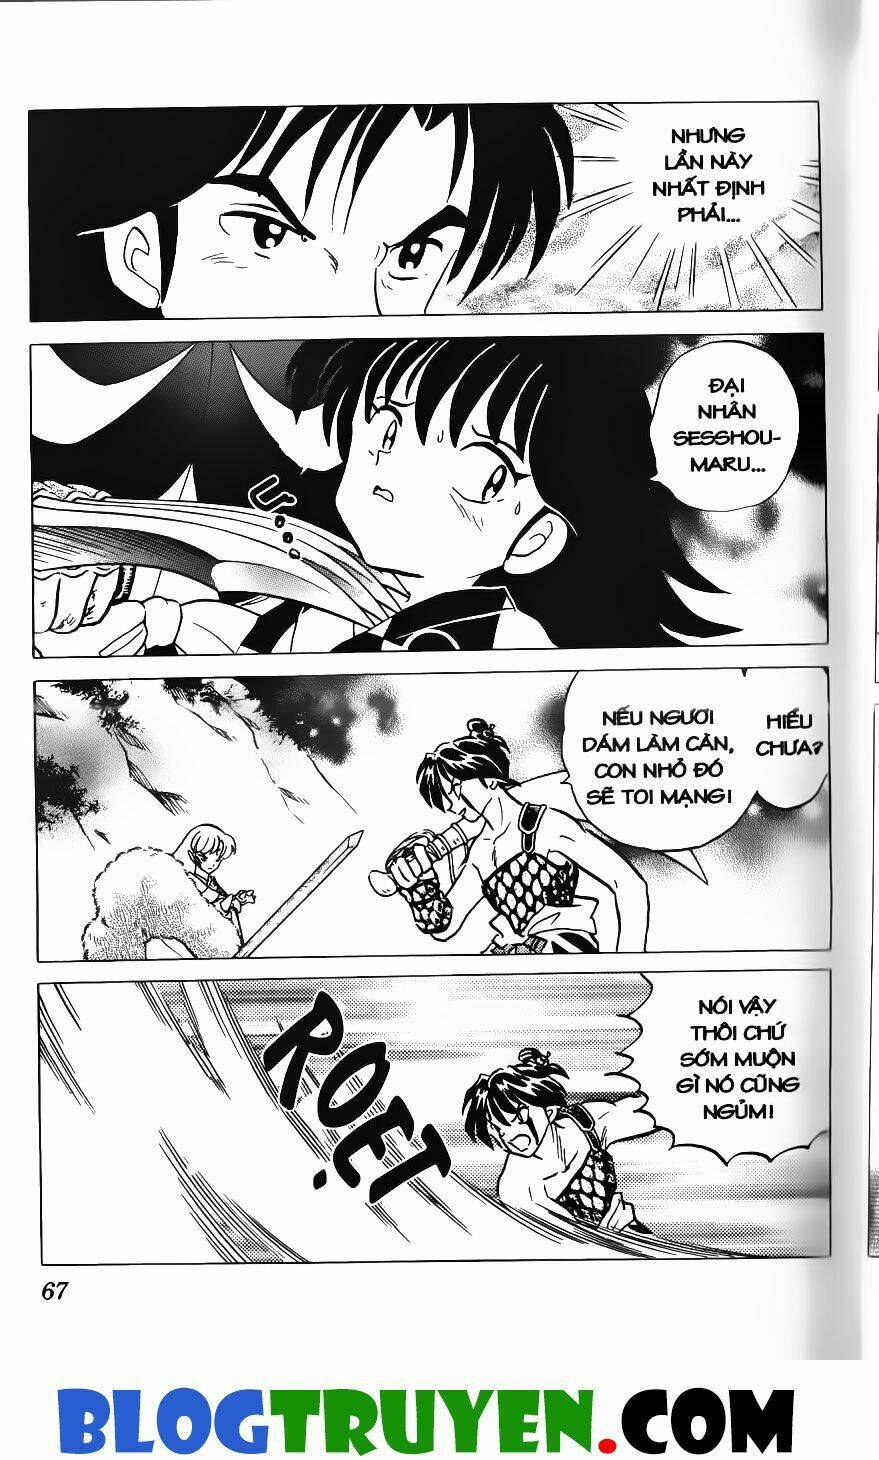 NHƯNG
LẦN NÀY
NHẤT ĐỊNH
PHẢI...
ĐẠI
NHÂN
SESSHOU-
MARU...
NẾU NGƯƠI
DÁM LÀM CÀN,
CON NHỎ ĐÓ
SẼ TOI MẠNG!
HIỂU
CHƯA?
NÓI VẬY
THÔI CHỨ
SỚM MUỘN
GÌ NÓ CŨNG
NGỦM!
ROẸT
67
BLOGTRUYEN.COM